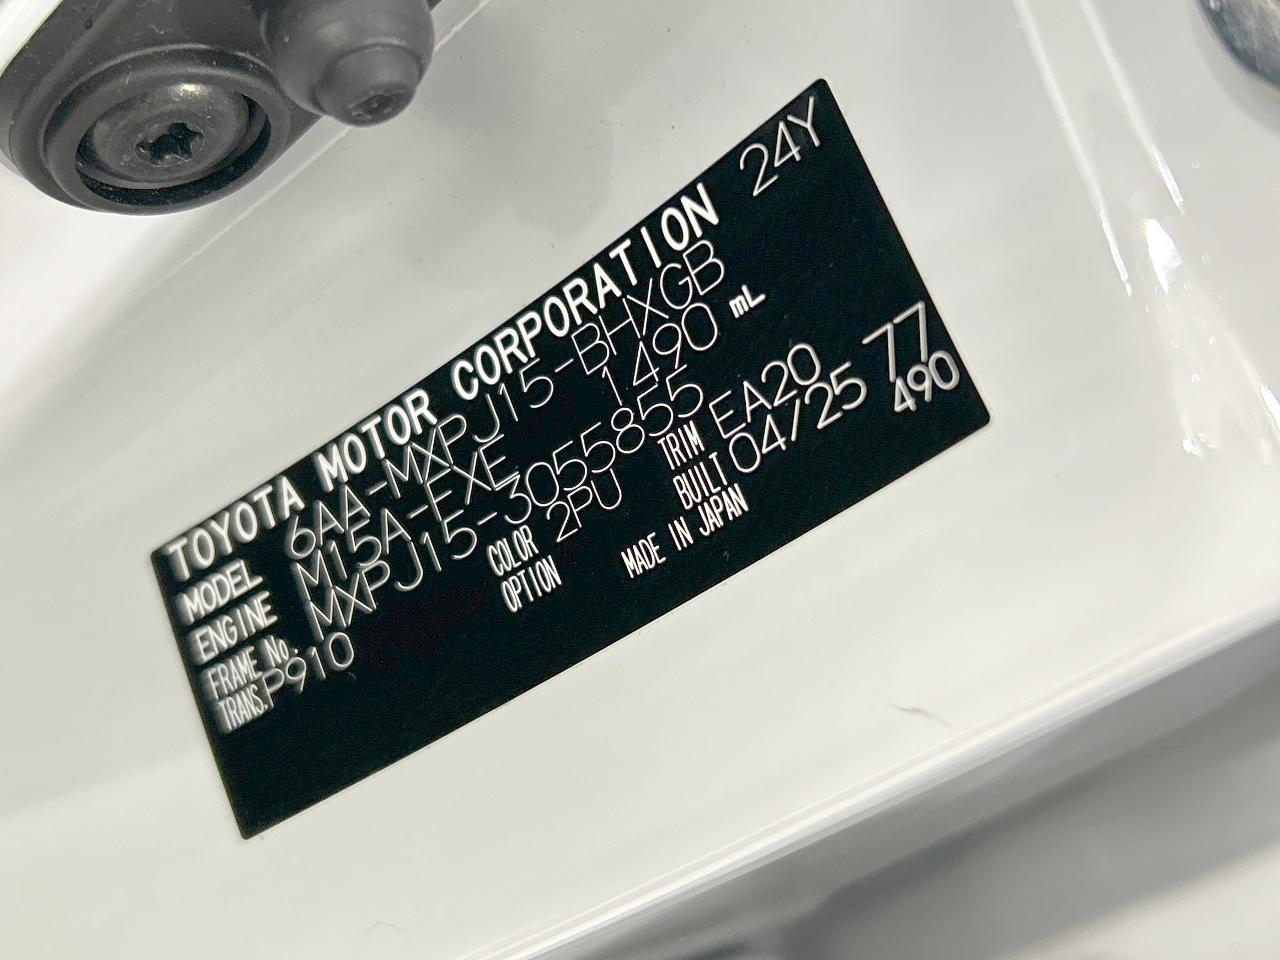 TOYOTA MOTOR CORPORATION 24Y
MODEL 6AA-MXPJ15-BHXGB
ENGINE M15A-FXE 1490 mL
FRAME No. MXPJ15-3055855
TRANS. P910 COLOR 2PU TRIM EA20 77
OPTION BUILT 04/25 490
MADE IN JAPAN